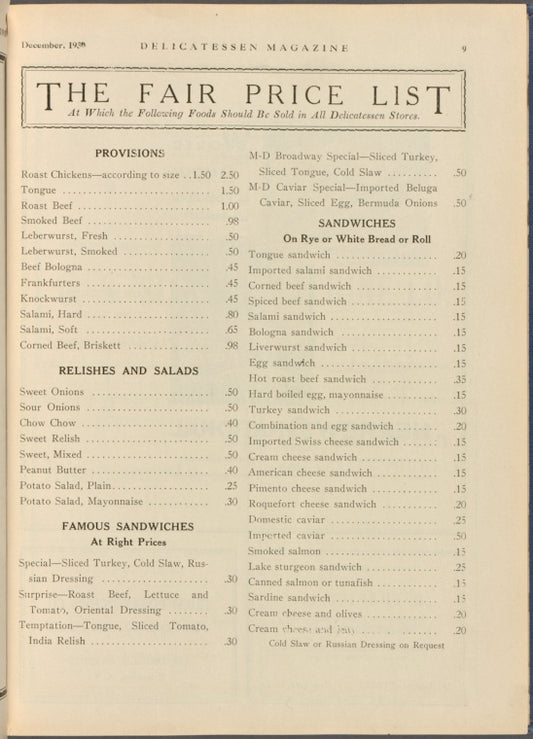 December, 1930
DELICATESSEN MAGAZINE
9
THE FAIR PRICE LIST
At Which the Following Foods Should Be Sold in All Delicatessen Stores.
PROVISIONS
Roast Chickens—according to size . . 1.50 2.50
Tongue .................... 1.50
Roast Beef .................... 1.00
Smoked Beef .................... .98
Leberwurst, Fresh .................... .50
Leberwurst, Smoked .................... .50
Beef Bologna .................... .45
Frankfurters .................... .45
Knockwurst .................... .45
Salami, Hard .................... .80
Salami, Soft .................... .65
Corned Beef, Briskett .................... .98
RELISHES AND SALADS
Sweet Onions .................... .50
Sour Onions .................... .50
Chow Chow .................... .40
Sweet Relish .................... .50
Sweet, Mixed .................... .50
Peanut Butter .................... .40
Potato Salad, Plain.................... .25
Potato Salad, Mayonnaise ............ .30
FAMOUS SANDWICHES
At Right Prices
Special—Sliced Turkey, Cold Slaw, Rus-
sian Dressing .................... .30
Surprise—Roast Beef, Lettuce and
Tomato, Oriental Dressing ........ .30
Temptation—Tongue, Sliced Tomato,
India Relish .................... .30
M-D Broadway Special—Sliced Turkey,
Sliced Tongue, Cold Slaw .......... .50
M-D Caviar Special—Imported Beluga
Caviar, Sliced Egg, Bermuda Onions .50
SANDWICHES
On Rye or White Bread or Roll
Tongue sandwich .................... .20
Imported salami sandwich ............ .15
Corned beef sandwich ................ .15
Spiced beef sandwich ................ .15
Salami sandwich .................... .15
Bologna sandwich .................... .15
Liverwurst sandwich ................ .15
Egg sandwich .................... .15
Hot roast beef sandwich ............ .35
Hard boiled egg, mayonnaise .......... .15
Turkey sandwich .................... .30
Combination and egg sandwich ........ .20
Imported Swiss cheese sandwich ....... .15
Cream cheese sandwich .............. .15
American cheese sandwich ............ .15
Pimento cheese sandwich ............ .15
Roquefort cheese sandwich .......... .20
Domestic caviar .................... .25
Imported caviar .................... .50
Smoked salmon .................... .15
Lake sturgeon sandwich .............. .25
Canned salmon or tunafish ............ .15
Sardine sandwich .................... .15
Cream cheese and olives .............. .20
Cream cheese and jelly .............. .20
Cold Slaw or Russian Dressing on Request